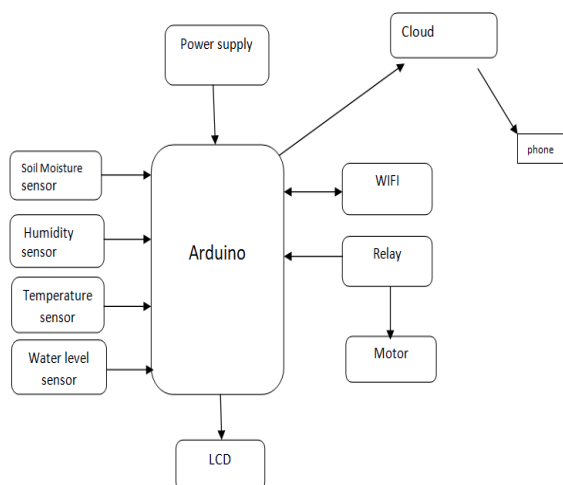 Power supply
Cloud
phone
Soil Moisture
sensor
WIFI
Humidity
sensor
Arduino
Relay
Temperature
sensor
Water level
sensor
Motor
LCD